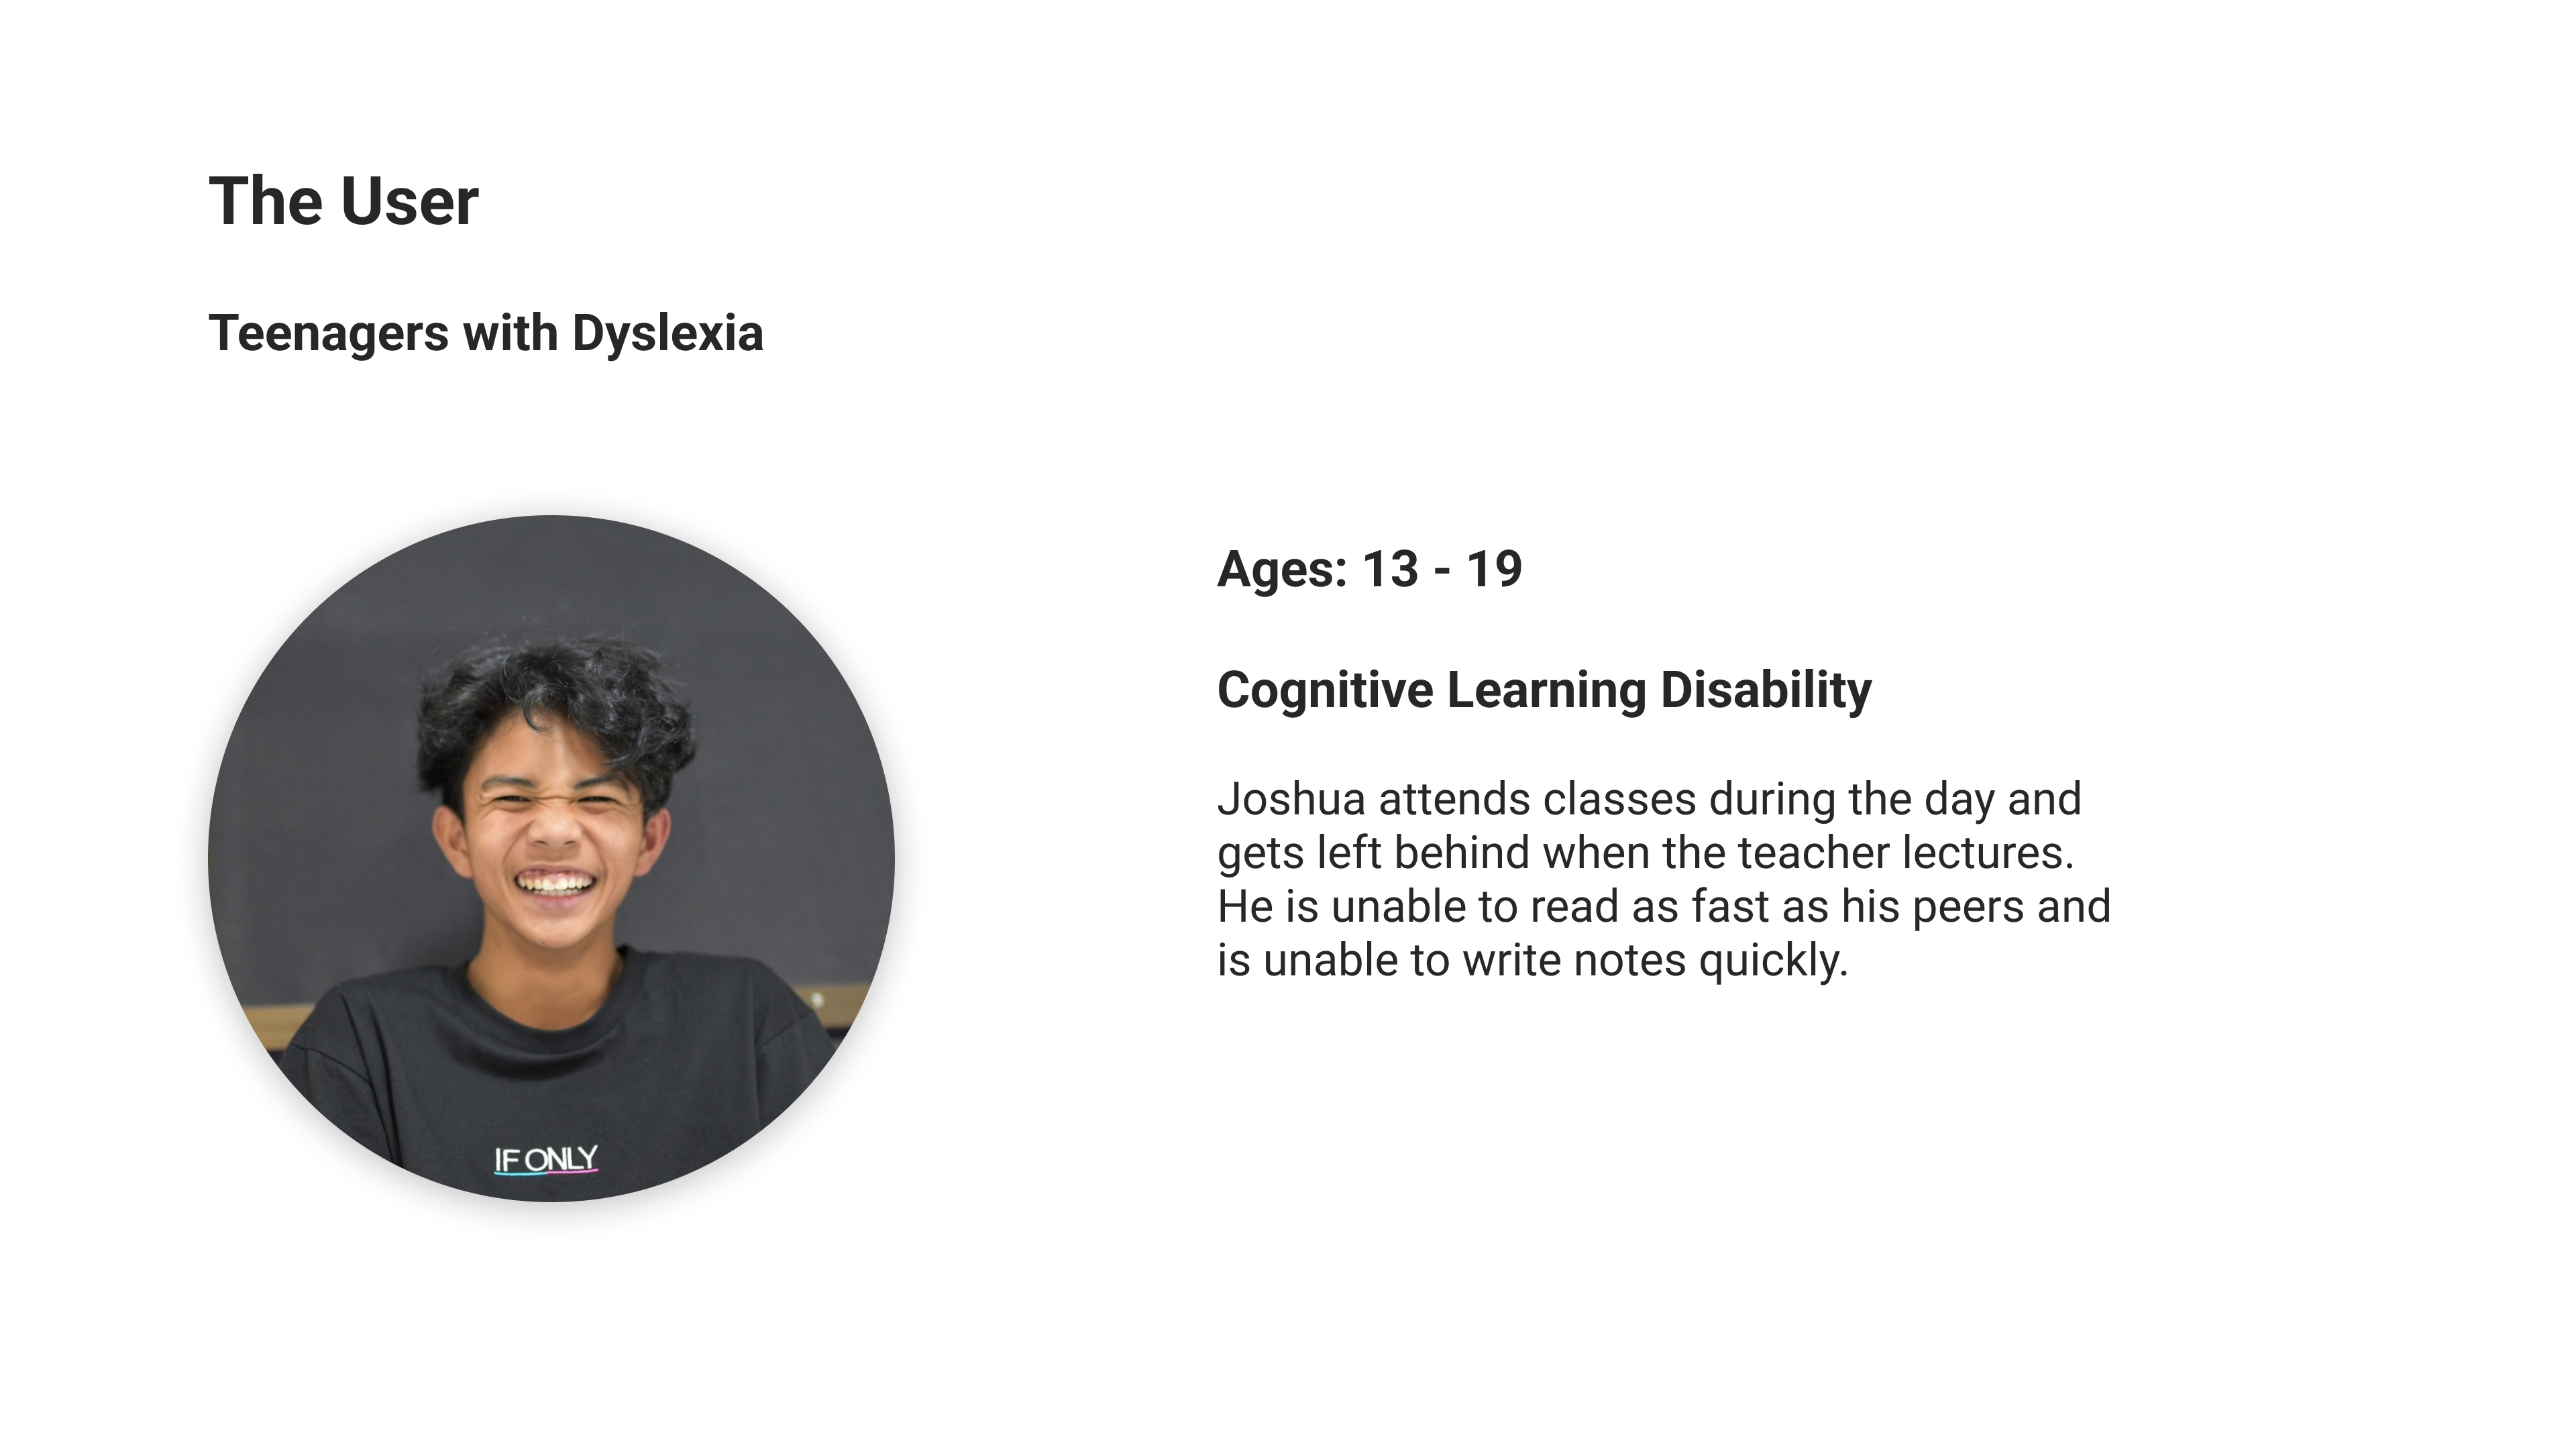 The User
Teenagers with Dyslexia
Ages: 13 - 19
Cognitive Learning Disability
Joshua attends classes during the day and
gets left behind when the teacher lectures.
He is unable to read as fast as his peers and
is unable to write notes quickly.
IF ONLY